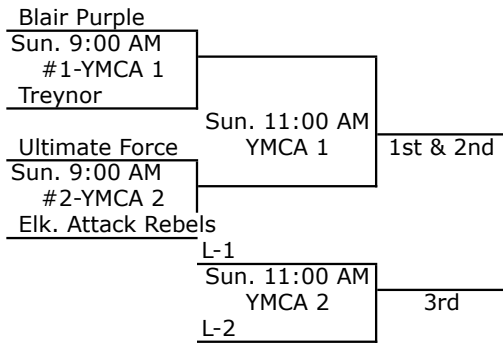 Blair Purple
Sun. 9:00 AM
#1-YMCA 1
Treynor
Sun. 11:00 AM
YMCA 1
1st & 2nd
Ultimate Force
Sun. 9:00 AM
#2-YMCA 2
Elk. Attack Rebels
L-1
Sun. 11:00 AM
YMCA 2
3rd
L-2